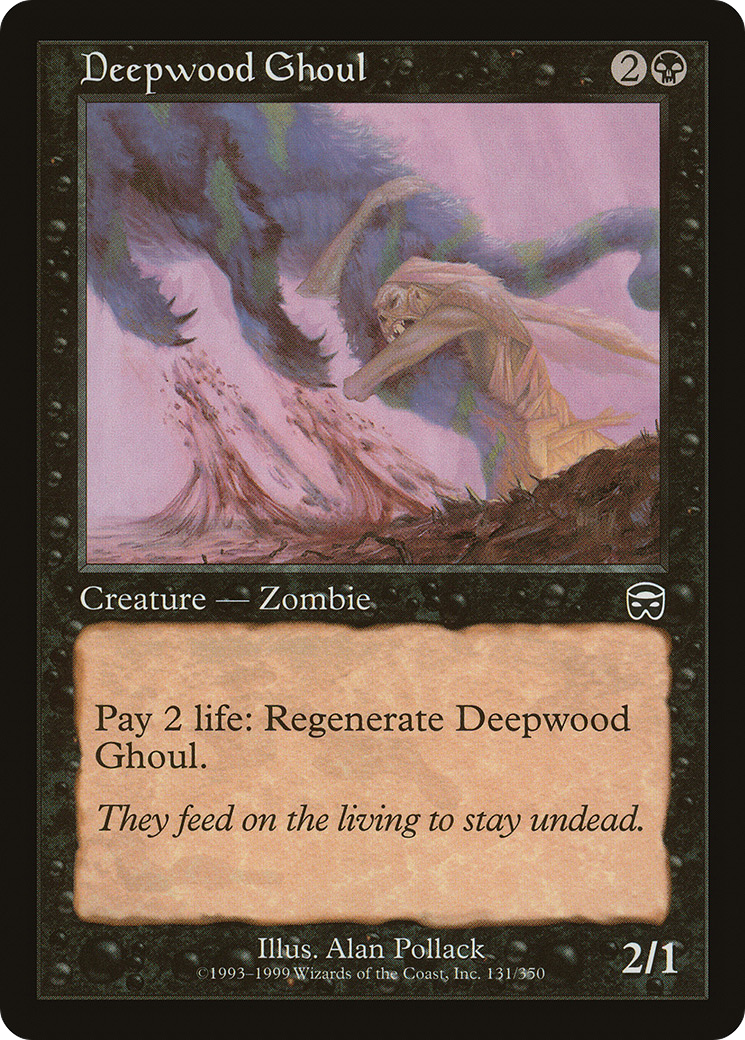 Deepwood Ghoul 2
Creature — Zombie
Pay 2 life: Regenerate Deepwood
Ghoul.
They feed on the living to stay undead.
Illus. Alan Pollack
©1993–1999 Wizards of the Coast, Inc. 131/350
2/1